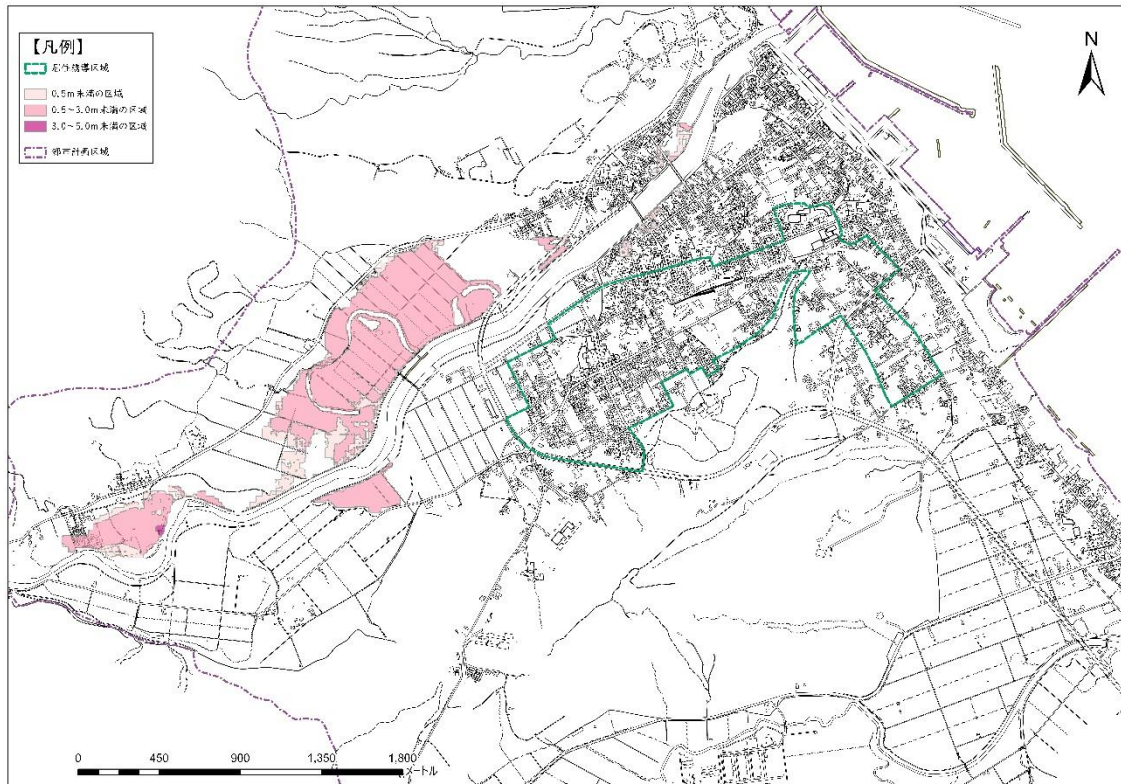 【凡例】
居住誘導区域
0.5m未満の区域
0.5~3.0m未満の区域
3.0~5.0m未満の区域
都市計画区域
N
0 450 900 1,350 1,800
メートル